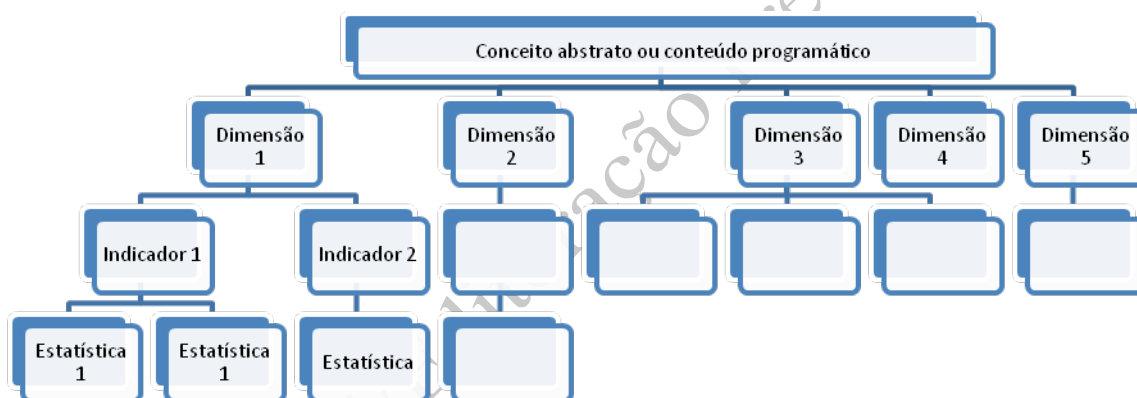 Conceito abstrato ou conteúdo programático
Dimensão
1
Dimensão
2
Dimensão
3
Dimensão
4
Dimensão
5
Indicador 1
Indicador 2
Estatística
1
Estatística
1
Estatística